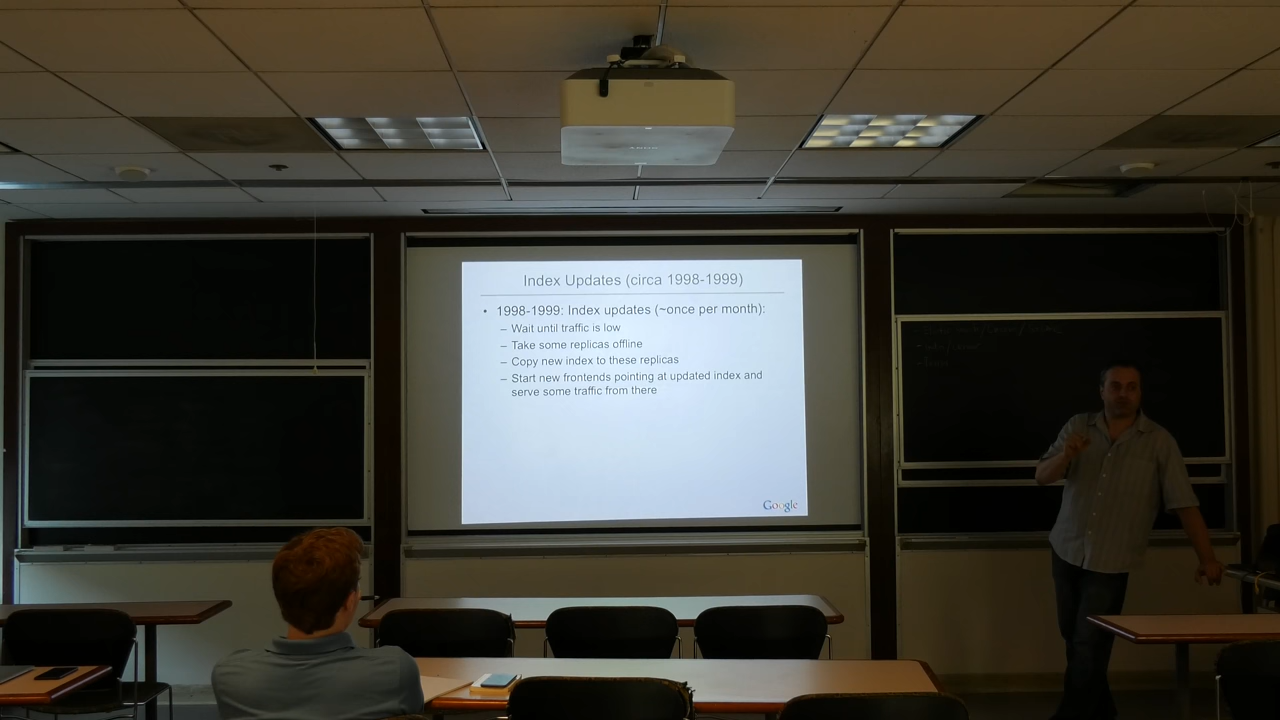 Index Updates (circa 1998-1999)
• 1998-1999: Index updates (~once per month):
– Wait until traffic is low
– Take some replicas offline
– Copy new index to these replicas
– Start new frontends pointing at updated index and
serve some traffic from there
Google